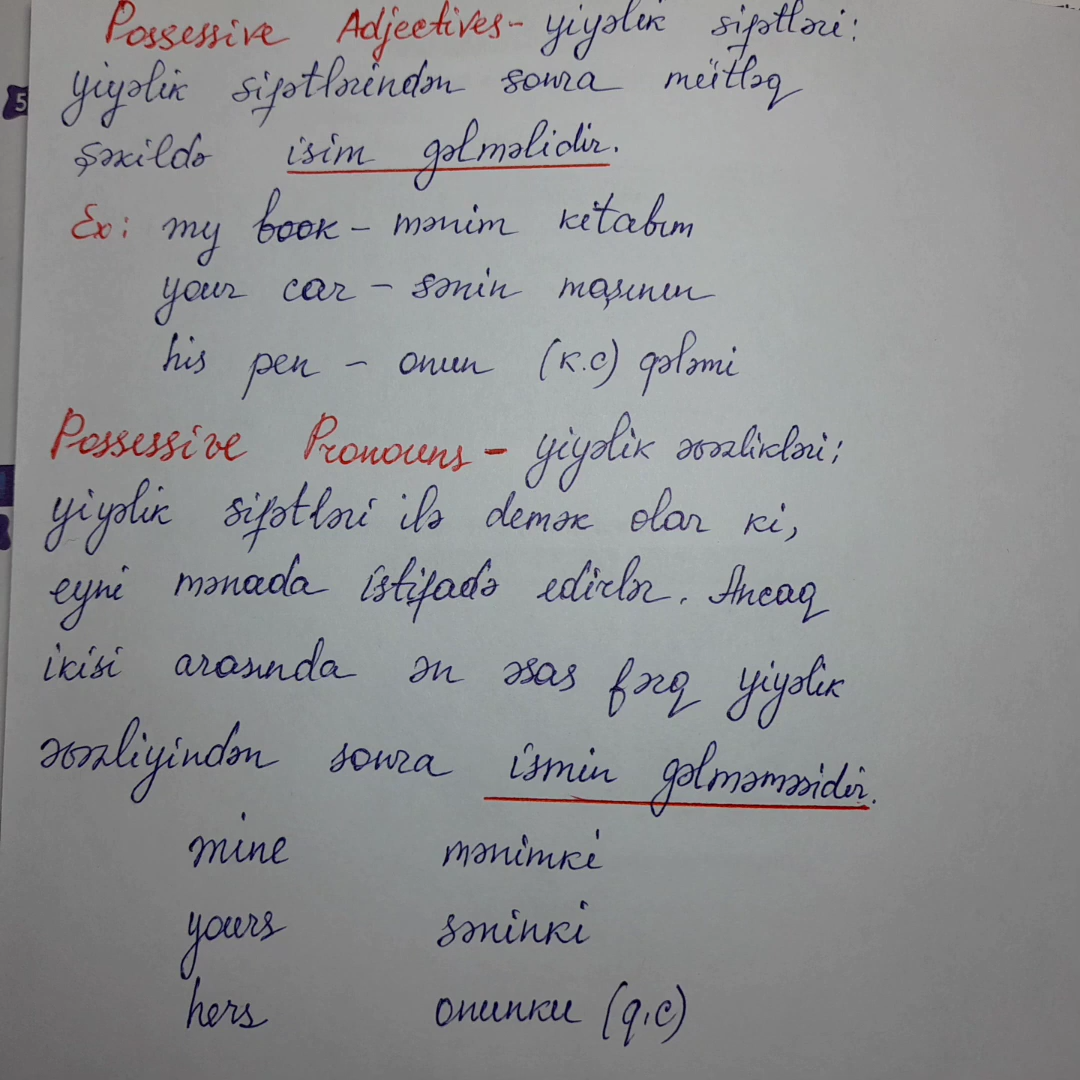 Possessive Adjectives- yiyəlik sifətləri:
yiyəlik sifətlərindən sonra mütləq
şəkildə isim gəlməlidir.
Ex: my book – mənim kitabım
your car – sənin maşının
his pen – onun (k.c) qələmi
Possessive Pronouns – yiyəlik əvəzlikləri;
yiyəlik sifətləri ilə demək olar ki,
eyni mənada istifadə edirlər. Ancaq
ikisi arasında ən əsas fərq yiyəlik
əvəzliyindən sonra ismin gəlməməsidir.
mine mənimki
yours səninki
hers onunku (q.c)
5